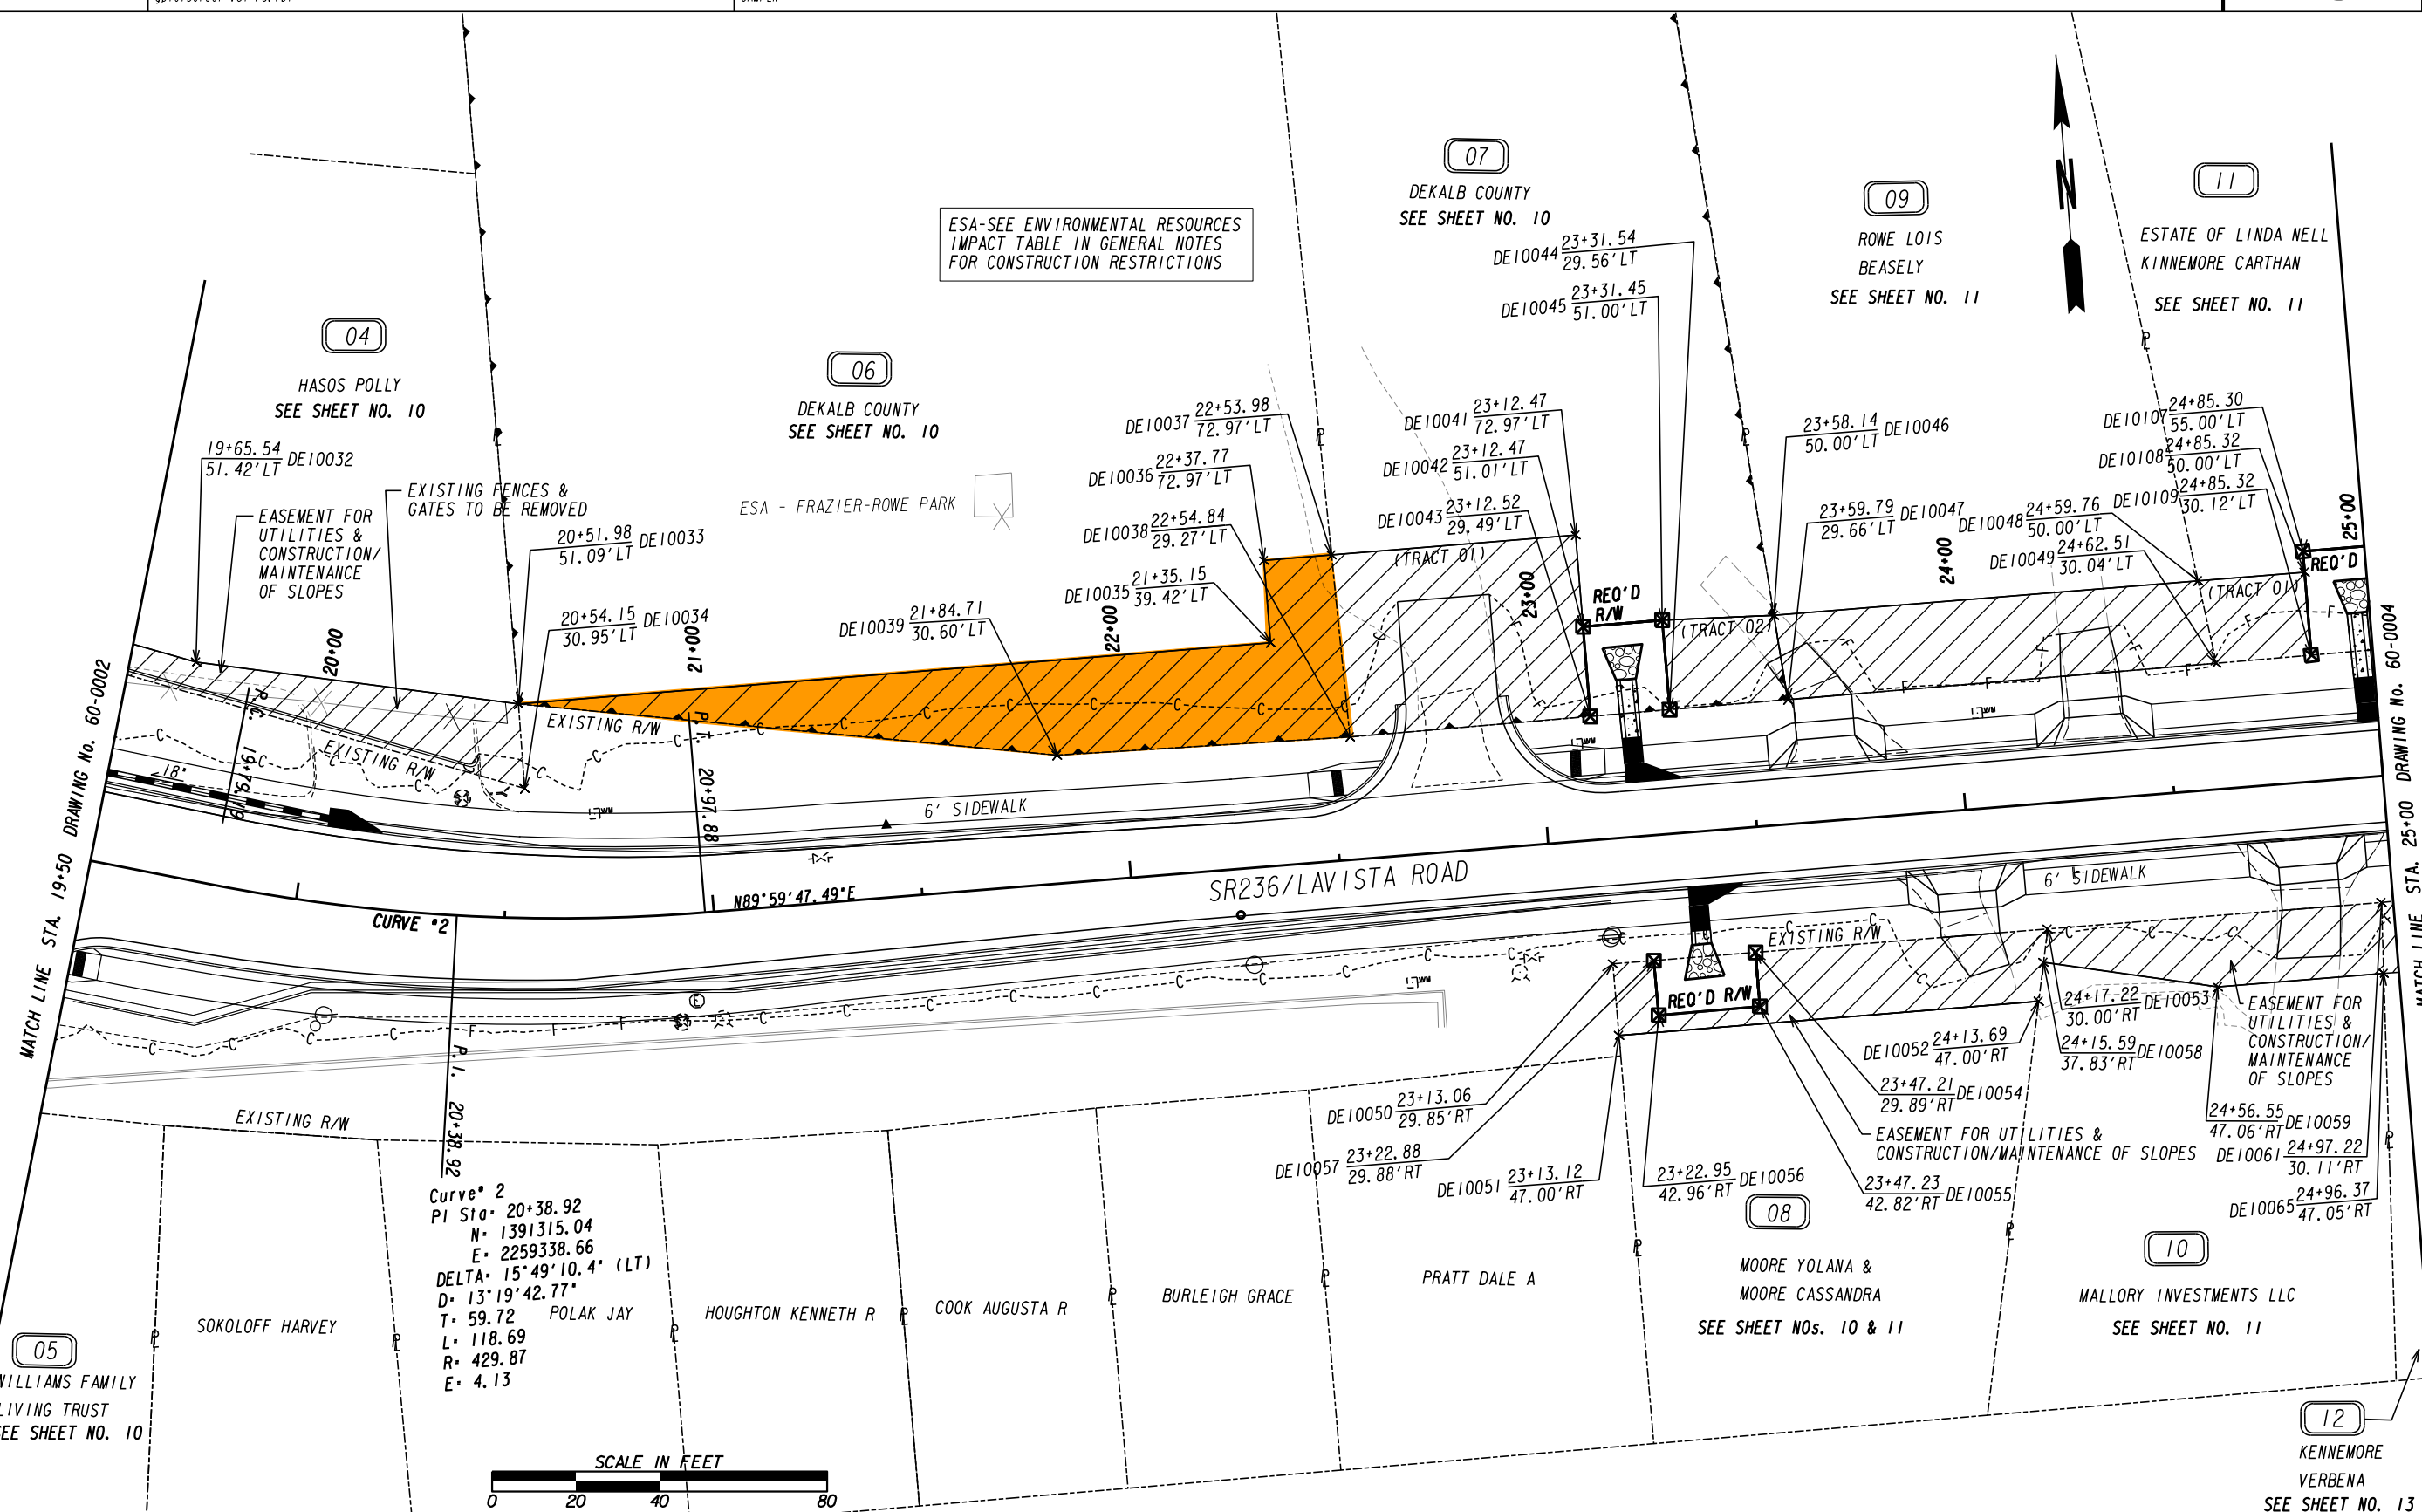 07
DEKALB COUNTY
SEE SHEET NO. 10
09
ROWE LOIS
BEASELY
SEE SHEET NO. 11
11
ESTATE OF LINDA NELL
KINNEMORE CARTHAN
SEE SHEET NO. 11
N
ESA-SEE ENVIRONMENTAL RESOURCES
IMPACT TABLE IN GENERAL NOTES
FOR CONSTRUCTION RESTRICTIONS
DE10044 23+31.54
29.56'LT
DE10045 23+31.45
51.00'LT
04
HASOS POLLY
SEE SHEET NO. 10
06
DEKALB COUNTY
SEE SHEET NO. 10
19+65.54 DE10032
51.42'LT
EASEMENT FOR
UTILITIES &
CONSTRUCTION/
MAINTENANCE
OF SLOPES
EXISTING FENCES &
GATES TO BE REMOVED
20+51.98 DE10033
51.09'LT
20+54.15 DE10034
30.95'LT
ESA - FRAZIER-ROWE PARK
DE10037 22+53.98
72.97'LT
DE10036 22+37.77
72.97'LT
DE10038 22+54.84
29.27'LT
DE10035 21+35.15
39.42'LT
DE10039 21+84.71
30.60'LT
DE10041 23+12.47
72.97'LT
DE10042 23+12.47
51.01'LT
DE10043 23+12.52
29.49'LT
(TRACT 01)
23+58.14 DE10046
50.00'LT
23+59.79 DE10047
29.66'LT
DE10048 24+59.76
50.00'LT
DE10049 24+62.51
30.04'LT
DE10107 24+85.30
55.00'LT
DE10108 24+85.32
50.00'LT
DE10109 24+85.32
30.12'LT
REQ'D
R/W
(TRACT 02)
(TRACT 01)
REQ'D
20+00
21+00
22+00
23+00
24+00
25+00
MATCH LINE STA. 19+50 DRAWING No. 60-0002
MATCH LINE STA. 25+00 DRAWING No. 60-0004
P.C. 19+79.19
P.T. 20+97.88
P.I. 20+38.92
EXISTING R/W
EXISTING R/W
18"
6' SIDEWALK
SR236/LAVISTA ROAD
N89°59'47.49"E
CURVE #2
6' SIDEWALK
EXISTING R/W
REQ'D R/W
EXISTING R/W
DE10050 23+13.06
29.85'RT
DE10057 23+22.88
29.88'RT
DE10051 23+13.12
47.00'RT
23+22.95 DE10056
42.96'RT
DE10052 24+13.69
47.00'RT
23+47.21 DE10054
29.89'RT
23+47.23 DE10055
42.82'RT
24+17.22 DE10053
30.00'RT
24+15.59 DE10058
37.83'RT
24+56.55 DE10059
47.06'RT
DE10061 24+97.22
30.11'RT
DE10065 24+96.37
47.05'RT
EASEMENT FOR
UTILITIES &
CONSTRUCTION/
MAINTENANCE
OF SLOPES
EASEMENT FOR UTILITIES &
CONSTRUCTION/MAINTENANCE OF SLOPES
Curve# 2
PI Sta= 20+38.92
N= 1391315.04
E= 2259338.66
DELTA= 15°49'10.4" (LT)
D= 13°19'42.77"
T= 59.72
L= 118.69
R= 429.87
E= 4.13
05
WILLIAMS FAMILY
LIVING TRUST
SEE SHEET NO. 10
SOKOLOFF HARVEY
POLAK JAY
HOUGHTON KENNETH R
COOK AUGUSTA R
BURLEIGH GRACE
PRATT DALE A
08
MOORE YOLANA &
MOORE CASSANDRA
SEE SHEET NOs. 10 & 11
10
MALLORY INVESTMENTS LLC
SEE SHEET NO. 11
12
KENNEMORE
VERBENA
SEE SHEET NO. 13
SCALE IN FEET
0 20 40 80